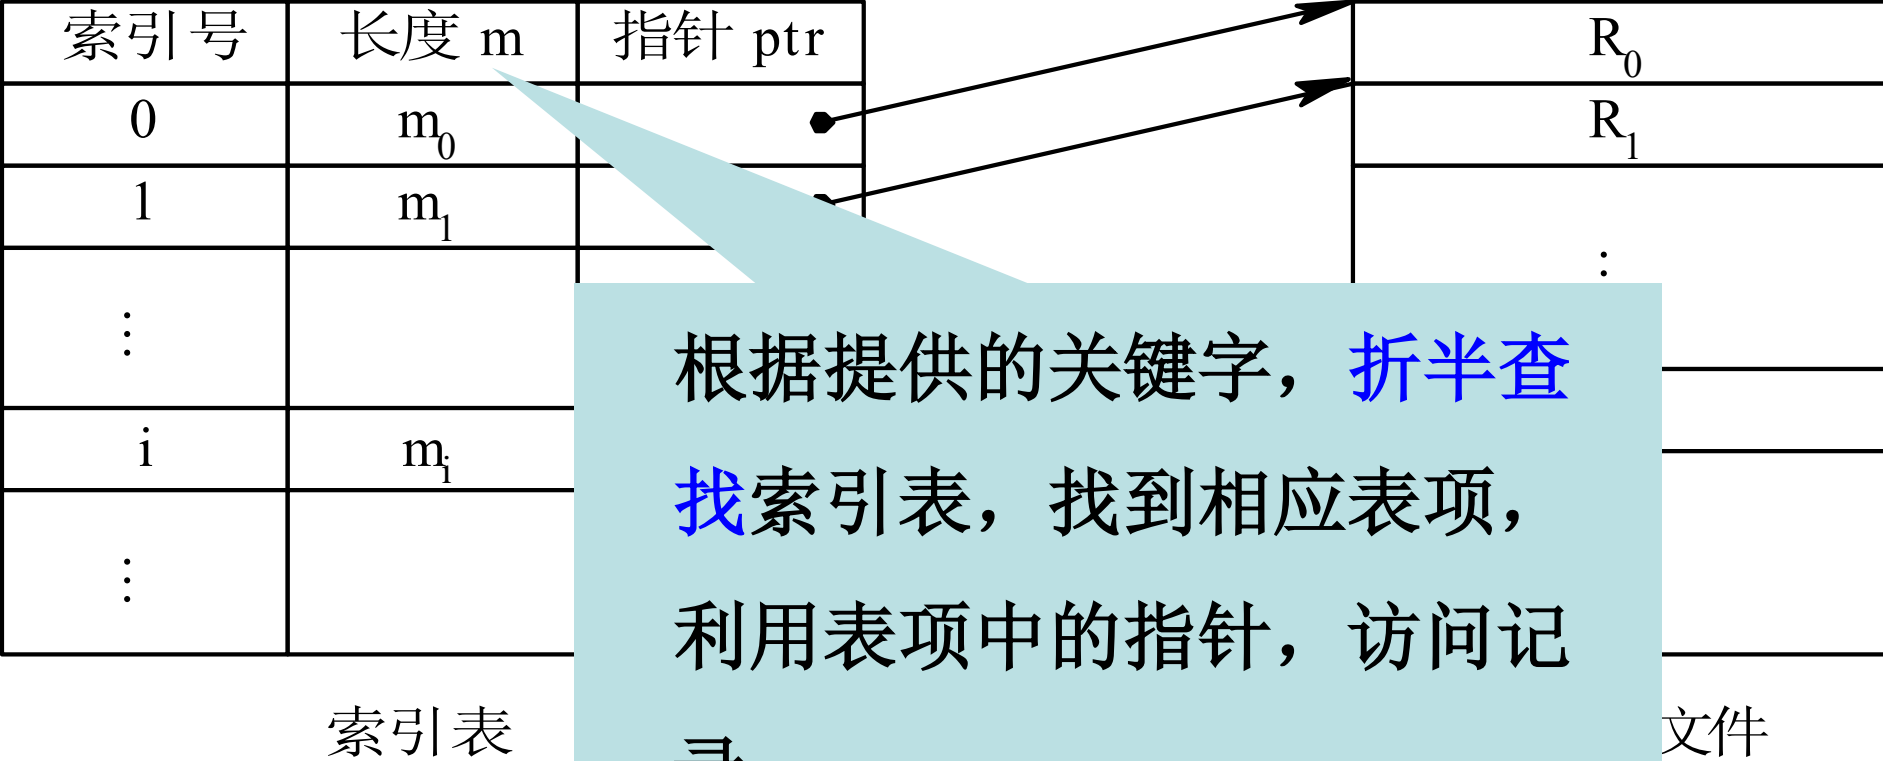 索引号 长度 m 指针 ptr
0 m0
1 m1
⋮
i mi
⋮
索引表
R0
R1
⋮
根据提供的关键字，折半查
找索引表，找到相应表项，
利用表项中的指针，访问记
文件